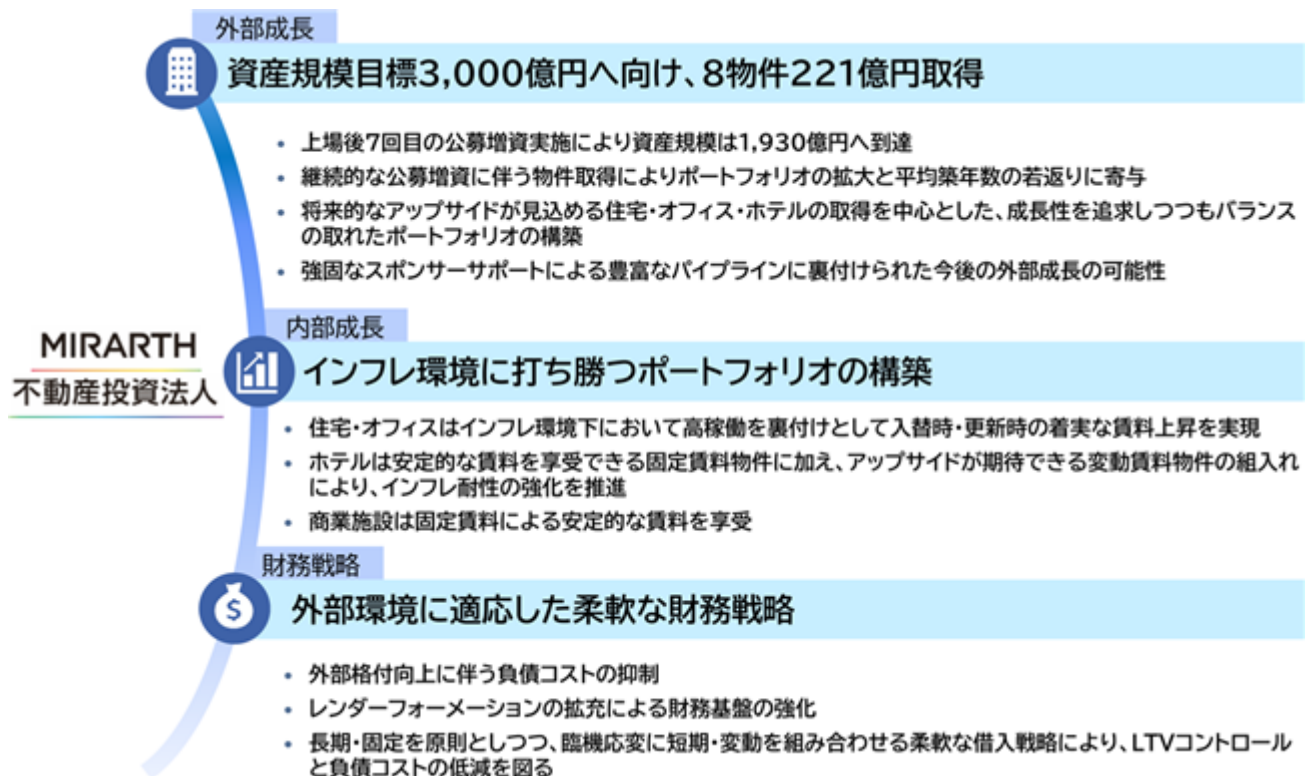 外部成長
資産規模目標3,000億円へ向け、8物件221億円取得
• 上場後7回目の公募増資実施により資産規模は1,930億円へ到達
• 継続的な公募増資に伴う物件取得によりポートフォリオの拡大と平均築年数の若返りに寄与
• 将来的なアップサイドが見込める住宅・オフィス・ホテルの取得を中心とした、成長性を追求しつつもバランス
の取れたポートフォリオの構築
• 強固なスポンサーサポートによる豊富なパイプラインに裏付けられた今後の外部成長の可能性
MIRARTH
不動産投資法人
内部成長
インフレ環境に打ち勝つポートフォリオの構築
• 住宅・オフィスはインフレ環境下において高稼働を裏付けとして入替時・更新時の着実な賃料上昇を実現
• ホテルは安定的な賃料を享受できる固定賃料物件に加え、アップサイドが期待できる変動賃料物件の組入れ
により、インフレ耐性の強化を推進
• 商業施設は固定賃料による安定的な賃料を享受
財務戦略
$
外部環境に適応した柔軟な財務戦略
• 外部格付向上に伴う負債コストの抑制
• レンダーフォーメーションの拡充による財務基盤の強化
• 長期・固定を原則としつつ、臨機応変に短期・変動を組み合わせる柔軟な借入戦略により、LTVコントロール
と負債コストの低減を図る